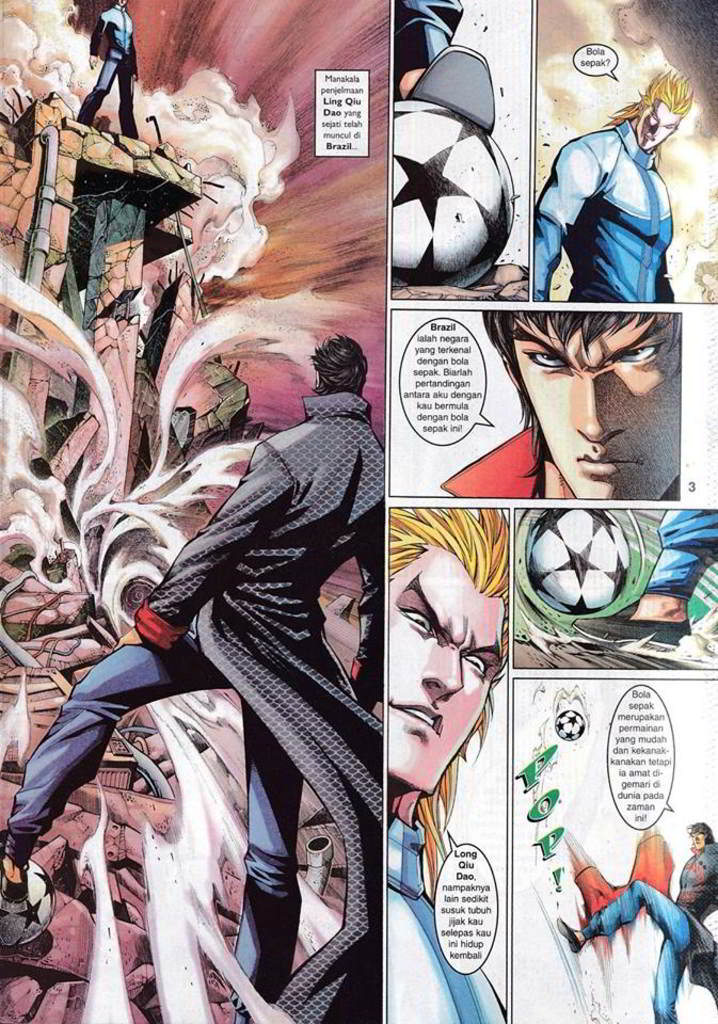 Manakala
penjelmaan
Ling Qiu
Dao yang
sejati telah
muncul di
Brazil...
Bola
sepak?
Brazil ialah
negara
yang terkenal
dengan bola
sepak. Biarlah
pertandingan
antara aku dengan
kau bermula
dengan bola
sepak ini!
3
Long
Qiu
Dao,
nampaknya
lu sedikit
susuk tubuh
jijak kau
selepas kau
ini hidup
kembali
Bola
sepak
merupakan
permainan
yang mudah
dan kekanak-
kanakan tetapi
ia amat di-
gemari di
dunia pada
zaman
ini!
POP!